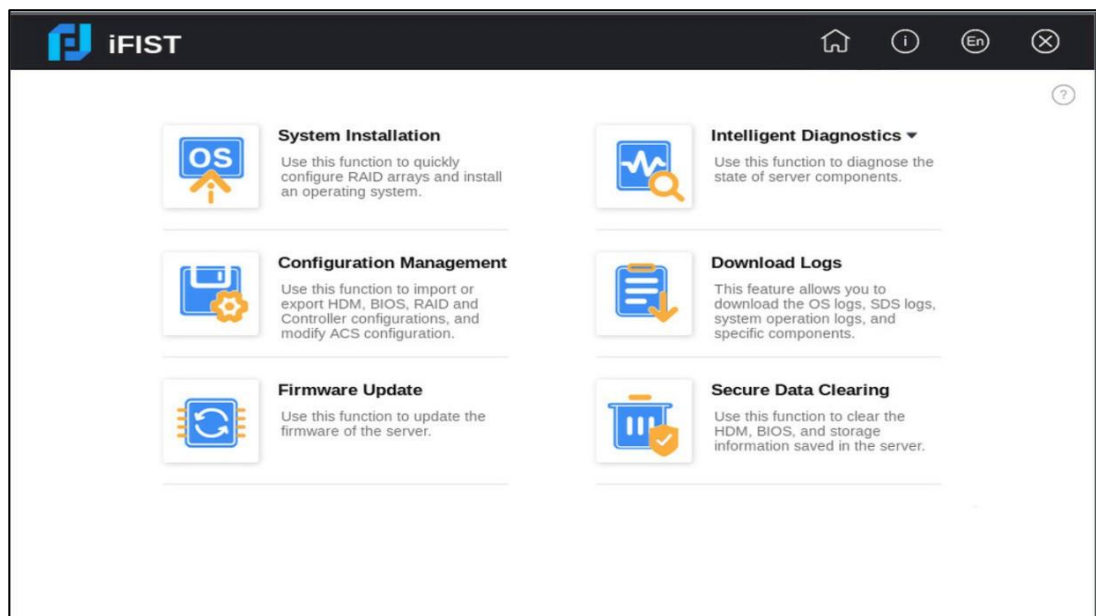 iFIST
i
En
?
OS
System Installation
Use this function to quickly
configure RAID arrays and install
an operating system.
Intelligent Diagnostics
Use this function to diagnose the
state of server components.
Configuration Management
Use this function to import or
export HDM, BIOS, RAID and
Controller configurations, and
modify ACS configuration.
Download Logs
This feature allows you to
download the OS logs, SDS logs,
system operation logs, and
specific components.
Firmware Update
Use this function to update the
firmware of the server.
Secure Data Clearing
Use this function to clear the
HDM, BIOS, and storage
information saved in the server.